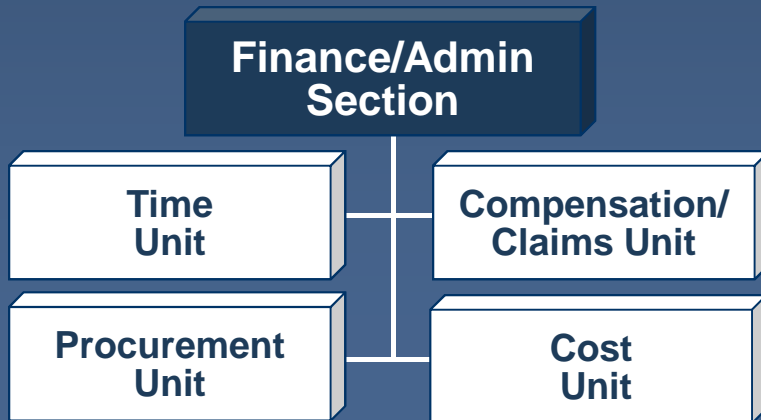 Finance/Admin
Section
Time
Unit
Compensation/
Claims Unit
Procurement
Unit
Cost
Unit